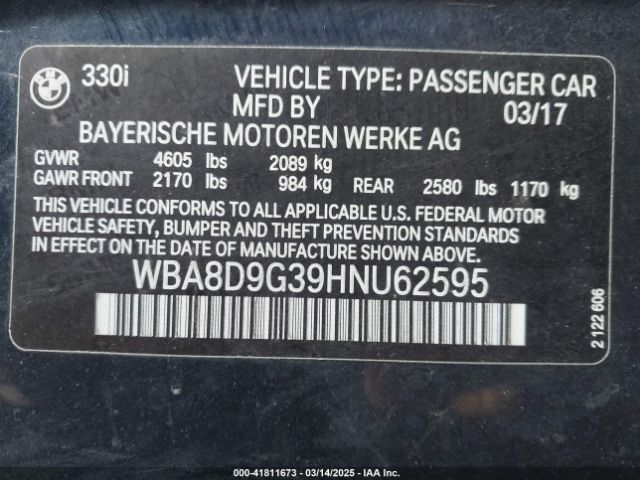 BMW 330i VEHICLE TYPE: PASSENGER CAR
MFD BY 03/17
BAYERISCHE MOTOREN WERKE AG
GVWR 4605 lbs 2089 kg
GAWR FRONT 2170 lbs 984 kg REAR 2580 lbs 1170 kg
THIS VEHICLE CONFORMS TO ALL APPLICABLE U.S. FEDERAL MOTOR
VEHICLE SAFETY, BUMPER AND THEFT PREVENTION STANDARDS
IN EFFECT ON THE DATE OF MANUFACTURE SHOWN ABOVE.
WBA8D9G39HNU62595
2 122 606
© - 41811673 - 03/14/2025 - IAA Inc.